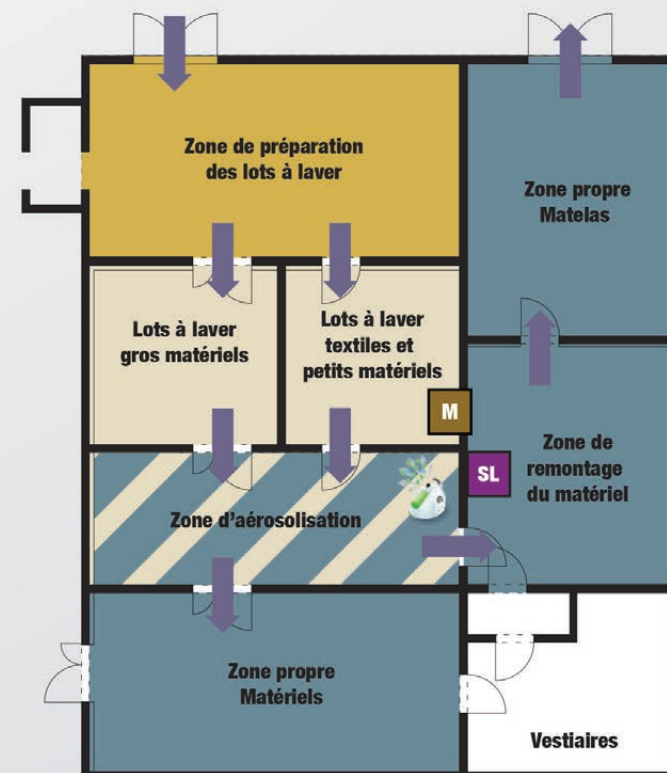 Zone de préparation
des lots à laver
Zone propre
Matelas
Lots à laver
gros matériels
Lots à laver
textiles et
petits matériels
M
Zone de
remontage
du matériel
SL
Zone d'aérosolisation
Zone propre
Matériels
Vestiaires